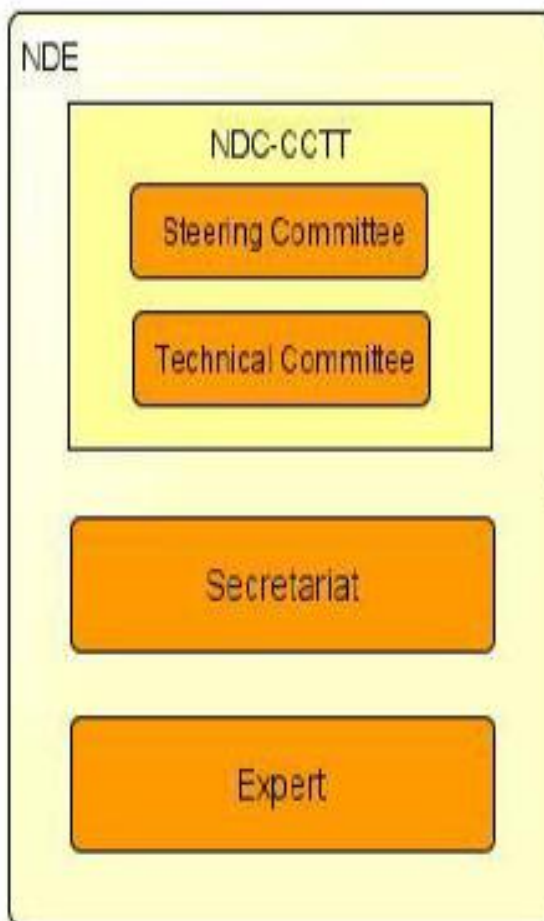 NDE
NDC-CCTT
Steering Committee
Technical Committee
Secretariat
Expert